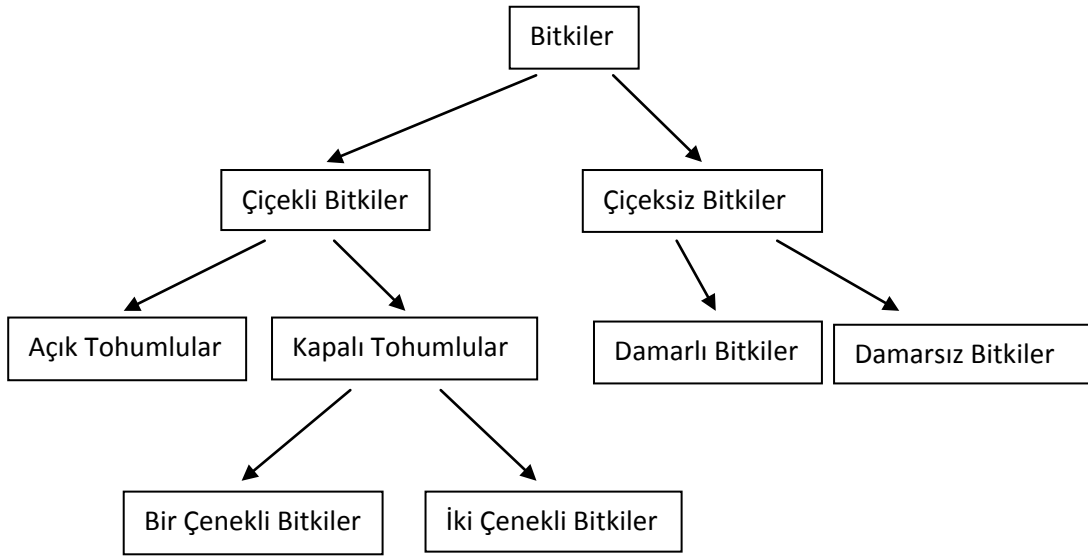 Bitkiler
Çiçekli Bitkiler
Çiçeksiz Bitkiler
Açık Tohumlular
Kapalı Tohumlular
Damarlı Bitkiler
Damarsız Bitkiler
Bir Çenekli Bitkiler
İki Çenekli Bitkiler